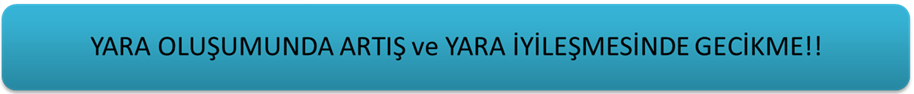 YARA OLUŞUMUNDA ARTIŞ ve YARA İYİLEŞMESİNDE GECİKME!!